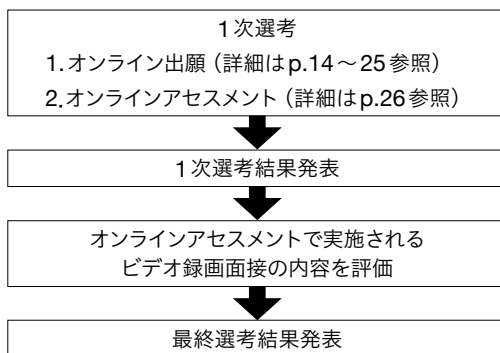 1次選考
1.オンライン出願（詳細はp.14～25参照）
2.オンラインアセスメント（詳細はp.26参照）
1次選考結果発表
オンラインアセスメントで実施される
ビデオ録画面接の内容を評価
最終選考結果発表